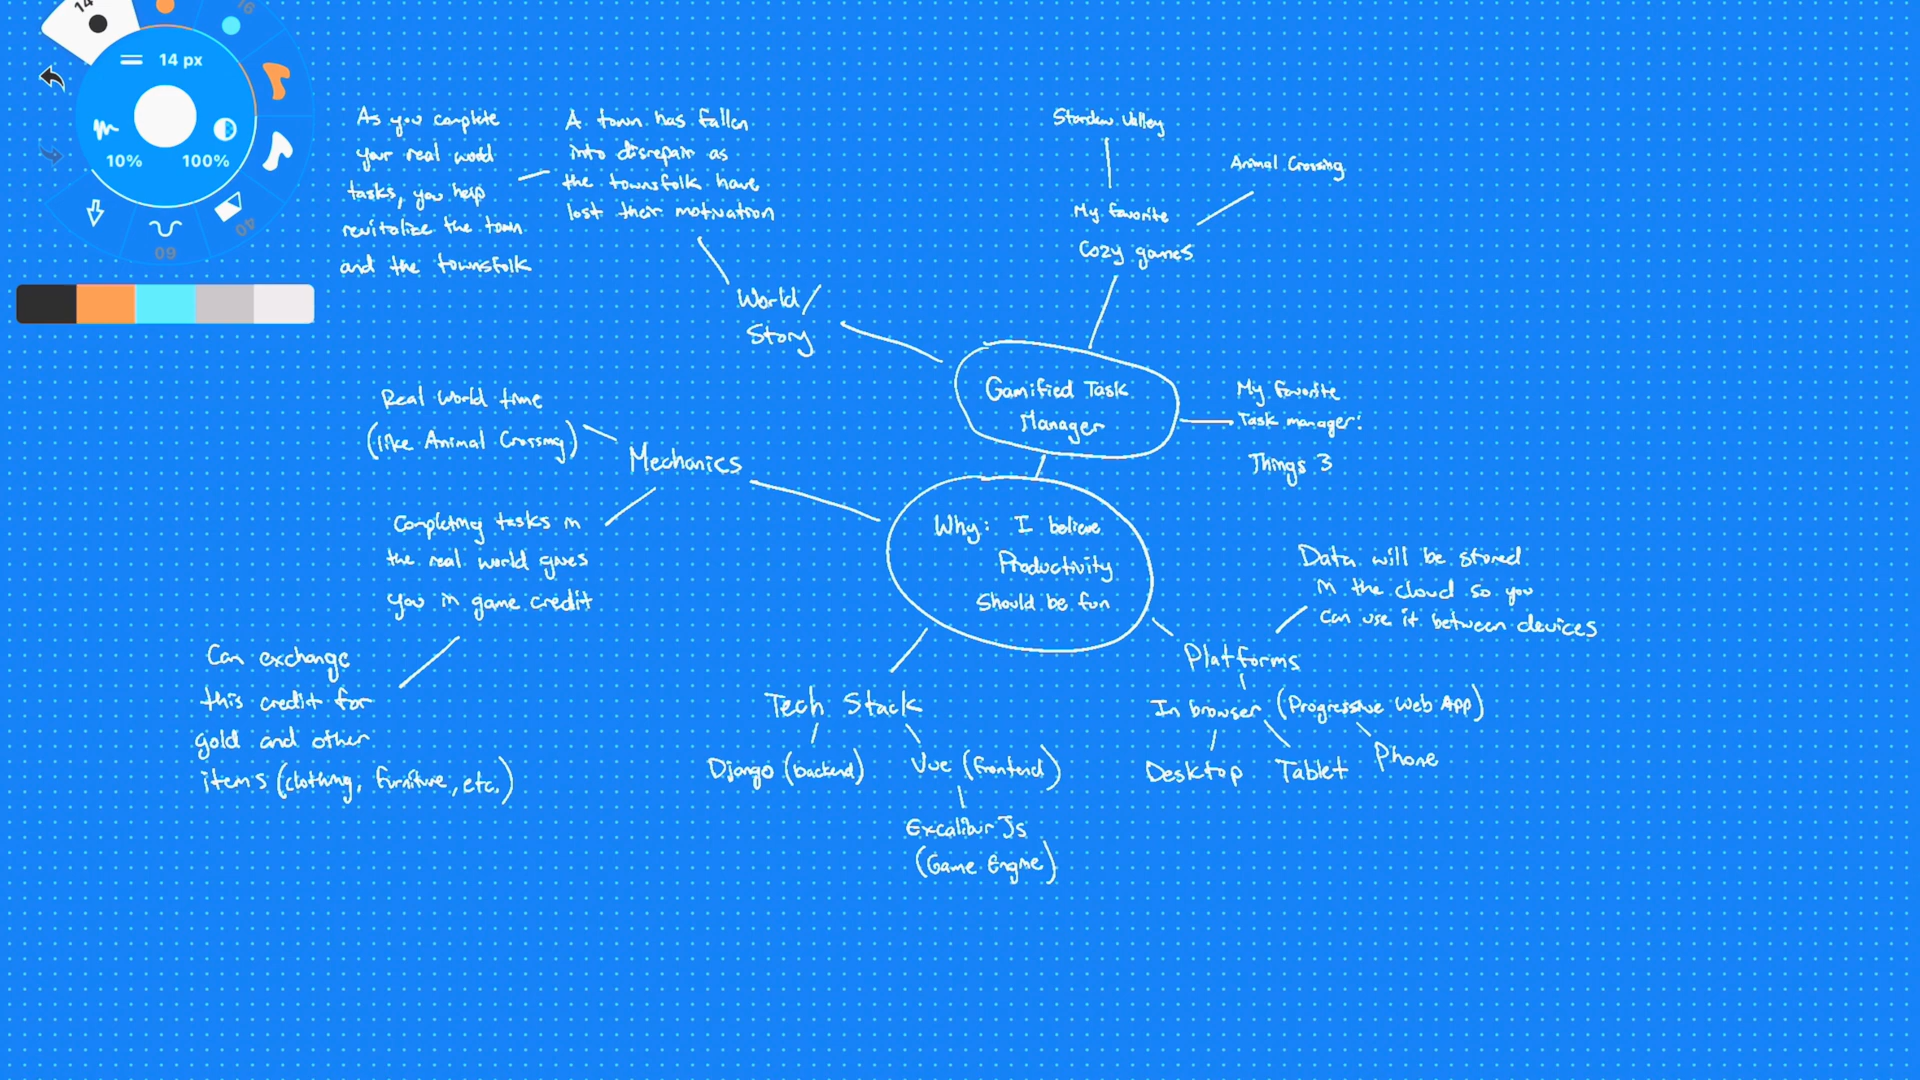 14
16
14 px
10%
100%
40
60
As you complete
your real world
tasks, you help
revitalize the town
and the townsfolk
A town has fallen
into disrepair as
the townsfolk have
lost their motivation
World /
Story
Stardew Valley
Animal Crossing
My favorite
Cozy games
Gamified Task
Manager
My favorite
Task manager:
Things 3
Real World time
(like Animal Crossing)
Mechanics
Completing tasks in
the real world gives
you in game credit
Can exchange
this credit for
gold and other
items (clothing, furniture, etc.)
Why: I believe
Productivity
Should be fun
Tech Stack
Django (backend)
Vue (frontend)
Excalibur Js
(Game Engine)
Data will be stored
in the cloud so you
can use it between devices
Platforms
In browser (Progressive Web App)
Desktop
Tablet
Phone